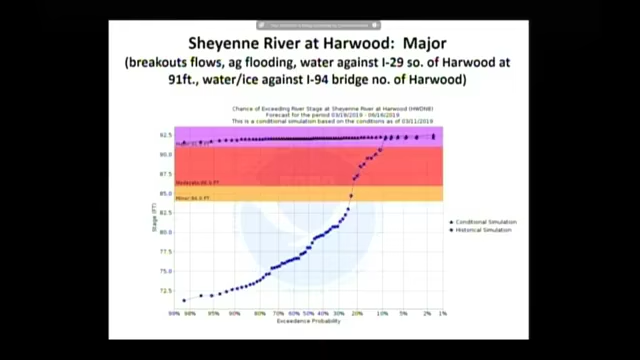 Sheyenne River at Harwood: Major
(breakouts flows, ag flooding, water against I-29 so. of Harwood at
91ft., water/ice against I-94 bridge no. of Harwood)
Chance of Exceeding River Stage at Sheyenne River at Harwood (HWDN8)
Forecast for the period 03/18/2019 - 06/16/2019
This is a conditional simulation based on the conditions as of 03/11/2019
92.5
90.0
87.5
85.0
82.5
80.0
77.5
75.0
72.5
Stage (FT)
99% 98% 95% 90% 80% 70% 60% 50% 40% 30% 20% 10% 5% 2% 1%
Exceedence Probability
Conditional Simulation
Historical Simulation